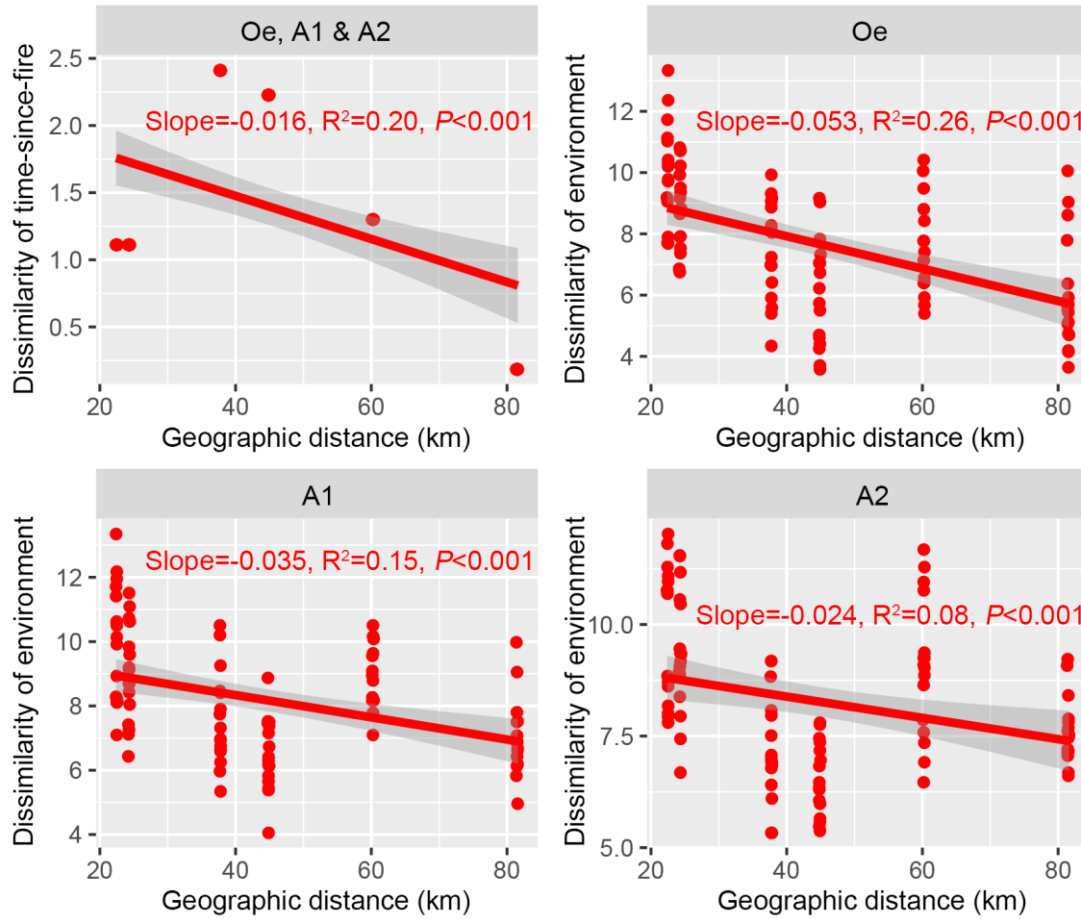 Oe, A1 & A2
Dissimilarity of time-since-fire
2.5
2.0
1.5
1.0
0.5
Slope=-0.016, R²=0.20, P<0.001
20 40 60 80
Geographic distance (km)
Oe
Dissimilarity of environment
12
10
8
6
4
Slope=-0.053, R²=0.26, P<0.001
20 40 60 80
Geographic distance (km)
A1
Dissimilarity of environment
12
10
8
6
4
Slope=-0.035, R²=0.15, P<0.001
20 40 60 80
Geographic distance (km)
A2
Dissimilarity of environment
10.0
7.5
5.0
Slope=-0.024, R²=0.08, P<0.001
20 40 60 80
Geographic distance (km)